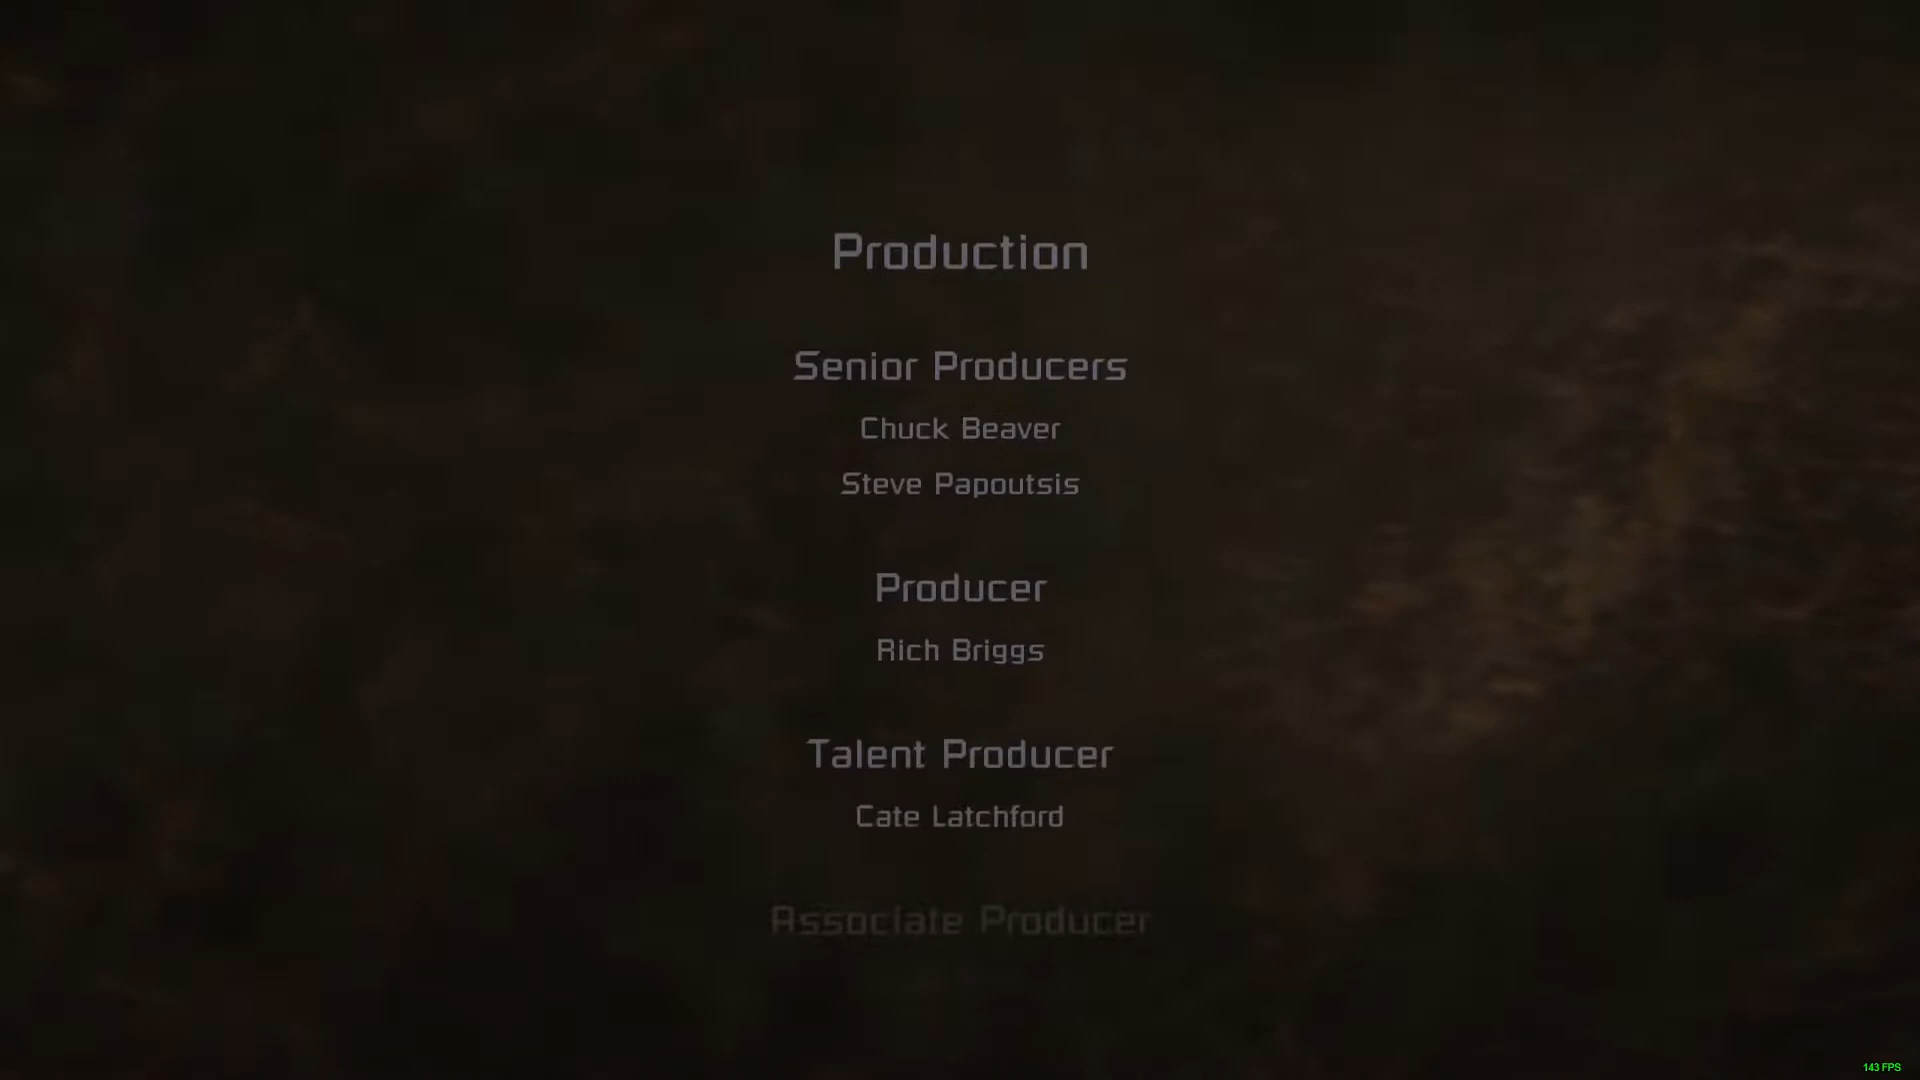 Production
Senior Producers
Chuck Beaver
Steve Papoutsis
Producer
Rich Briggs
Talent Producer
Cate Latchford
Associate Producer
143 FPS